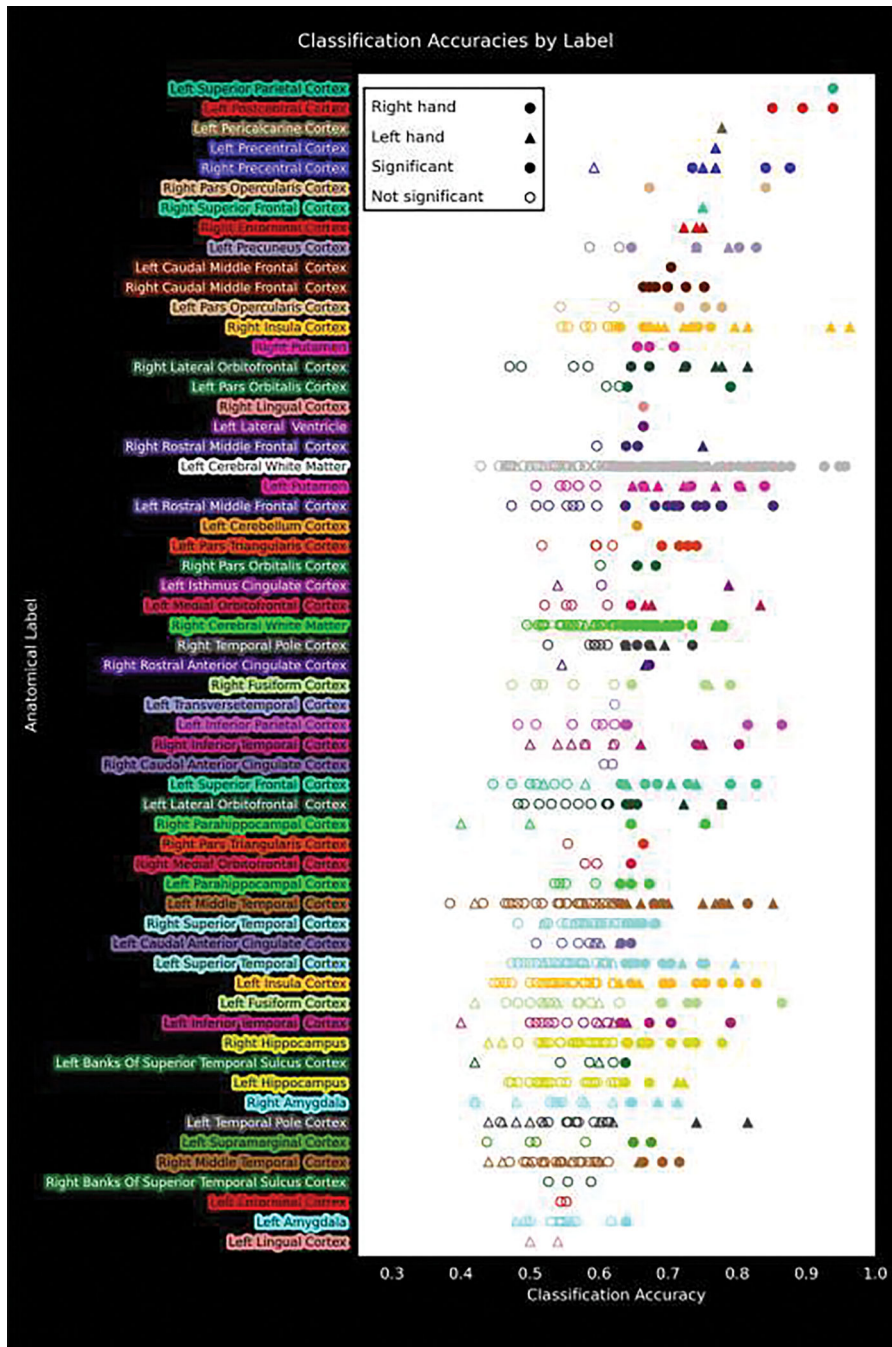 Classification Accuracies by Label
Right hand
Left hand
Significant
Not significant
Left Superior Parietal Cortex
Left Postcentral Cortex
Left Pericalcarine Cortex
Left Precentral Cortex
Right Precentral Cortex
Right Pars Opercularis Cortex
Right Superior Frontal Cortex
Right Entorhinal Cortex
Left Precuneus Cortex
Left Caudal Middle Frontal Cortex
Right Caudal Middle Frontal Cortex
Left Pars Opercularis Cortex
Right Insula Cortex
Right Putamen
Right Lateral Orbitofrontal Cortex
Left Pars Orbitalis Cortex
Right Lingual Cortex
Left Lateral Ventricle
Right Rostral Middle Frontal Cortex
Left Cerebral White Matter
Left Putamen
Left Rostral Middle Frontal Cortex
Left Cerebellum Cortex
Left Pars Triangularis Cortex
Right Pars Orbitalis Cortex
Left Isthmus Cingulate Cortex
Left Medial Orbitofrontal Cortex
Right Cerebral White Matter
Right Temporal Pole Cortex
Right Rostral Anterior Cingulate Cortex
Right Fusiform Cortex
Left Transversetemporal Cortex
Left Inferior Parietal Cortex
Right Inferior Temporal Cortex
Right Caudal Anterior Cingulate Cortex
Left Superior Frontal Cortex
Left Lateral Orbitofrontal Cortex
Right Parahippocampal Cortex
Right Pars Triangularis Cortex
Right Medial Orbitofrontal Cortex
Left Parahippocampal Cortex
Left Middle Temporal Cortex
Right Superior Temporal Cortex
Left Caudal Anterior Cingulate Cortex
Left Superior Temporal Cortex
Left Insula Cortex
Left Fusiform Cortex
Left Inferior Temporal Cortex
Right Hippocampus
Left Banks Of Superior Temporal Sulcus Cortex
Left Hippocampus
Right Amygdala
Left Temporal Pole Cortex
Left Supramarginal Cortex
Right Middle Temporal Cortex
Right Banks Of Superior Temporal Sulcus Cortex
Left Entorhinal Cortex
Left Amygdala
Left Lingual Cortex
Anatomical Label
0.3 0.4 0.5 0.6 0.7 0.8 0.9 1.0
Classification Accuracy